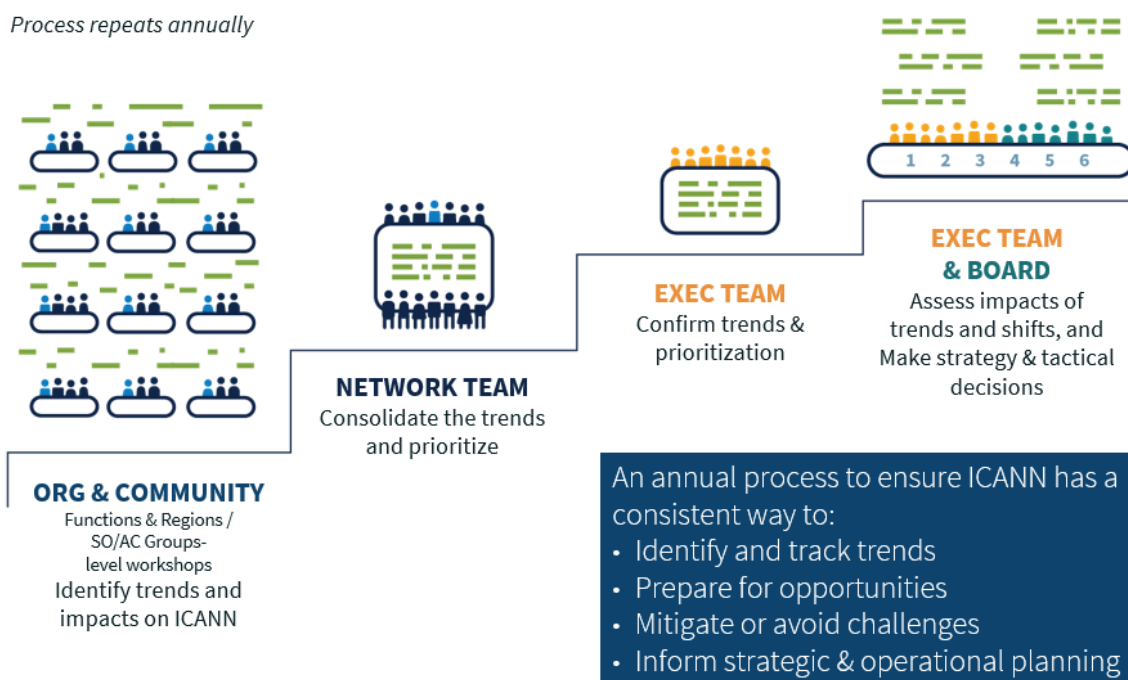 Process repeats annually
1 2 3 4 5 6
EXEC TEAM
& BOARD
Assess impacts of
trends and shifts, and
Make strategy & tactical
decisions
EXEC TEAM
Confirm trends &
prioritization
NETWORK TEAM
Consolidate the trends
and prioritize
ORG & COMMUNITY
Functions & Regions /
SO/AC Groups-
level workshops
Identify trends and
impacts on ICANN
An annual process to ensure ICANN has a
consistent way to:
• Identify and track trends
• Prepare for opportunities
• Mitigate or avoid challenges
• Inform strategic & operational planning